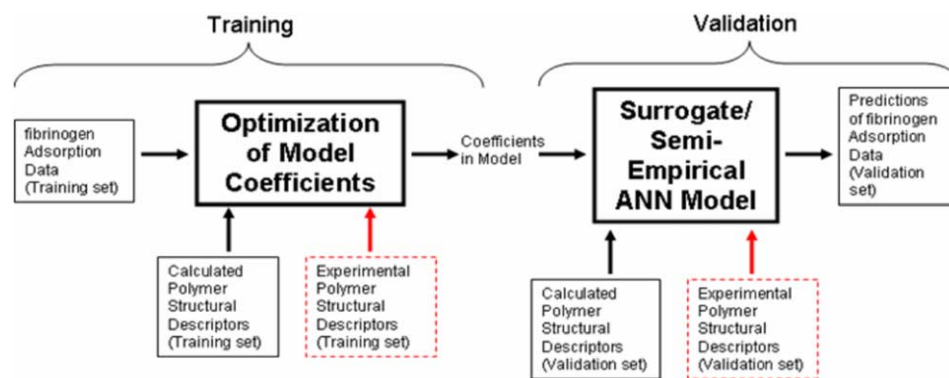 Training
Validation
fibrinogen
Adsorption
Data
(Training set)
Optimization
of Model
Coefficients
Coefficients
in Model
Surrogate/
Semi-
Empirical
ANN Model
Predictions
of fibrinogen
Adsorption
Data
(Validation
set)
Calculated
Polymer
Structural
Descriptors
(Training set)
Experimental
Polymer
Structural
Descriptors
(Training set)
Calculated
Polymer
Structural
Descriptors
(Validation set)
Experimental
Polymer
Structural
Descriptors
(Validation set)